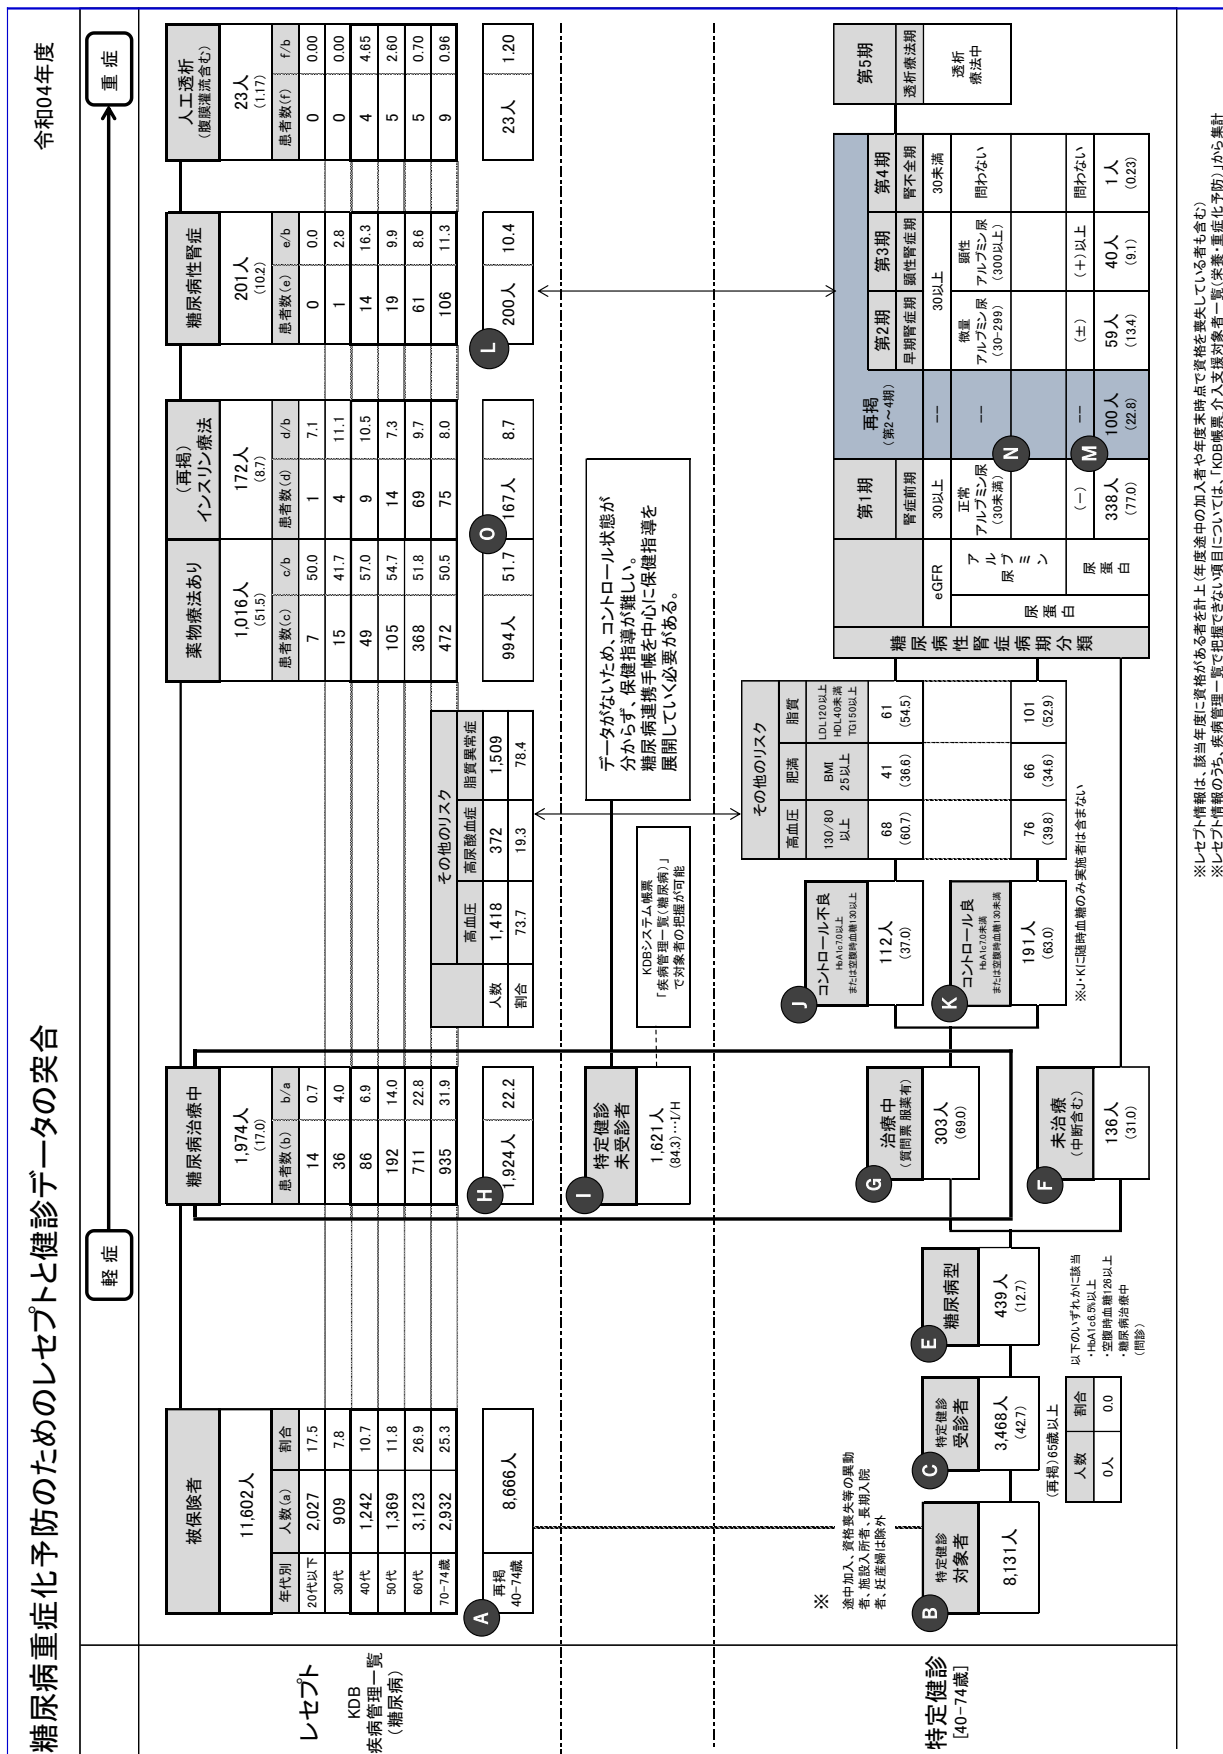 糖尿病重症化予防のためのレセプトと健診データの突合
令和04年度
軽症
重症
レセプト
KDB
疾病管理一覧
（糖尿病）
被保険者
11,602人
年代別 人数(a) 割合
20代以下 2,027 17.5
30代 909 7.8
40代 1,242 10.7
50代 1,369 11.8
60代 3,123 26.9
70-74歳 2,932 25.3
A
再掲
40-74歳
8,666人
糖尿病治療中
1,974人
(17.0)
患者数(b) b/a
14 0.7
36 4.0
86 6.9
192 14.0
711 22.8
935 31.9
H
1,924人 22.2
その他のリスク
高血圧 高尿酸血症 脂質異常症
人数 1,418 372 1,509
割合 73.7 19.3 78.4
薬物療法あり
1,016人
(51.5)
患者数(c) c/b
7 50.0
15 41.7
49 57.0
105 54.7
368 51.8
472 50.5
994人 51.7
(再掲)
インスリン療法
172人
(8.7)
患者数(d) d/b
1 7.1
4 11.1
9 10.5
14 7.3
69 9.7
75 8.0
O
167人 8.7
糖尿病性腎症
201人
(10.2)
患者数(e) e/b
0 0.0
1 2.8
14 16.3
19 9.9
61 8.6
106 11.3
L
200人 10.4
人工透析
(腹膜灌流含む)
23人
(1.17)
患者数(f) f/b
0 0.00
0 0.00
4 4.65
5 2.60
5 0.70
9 0.96
23人 1.20
I
特定健診
未受診者
1,621人
(84.3)…I/H
KDBシステム帳票
「疾病管理一覧(糖尿病)」
で対象者の把握が可能
データがないため、コントロール状態が
分からず、保健指導が難しい。
糖尿病連携手帳を中心に保健指導を
展開していく必要がある。
特定健診
[40-74歳]
※
途中加入、資格喪失等の異動
者、施設入所者、長期入院
者、妊産婦は除外
B
特定健診
対象者
8,131人
C
特定健診
受診者
3,468人
(42.7)
(再掲)65歳以上
人数 割合
0人 0.0
E
糖尿病型
439人
(12.7)
以下のいずれかに該当
・HbA1c6.5%以上
・空腹時血糖126以上
・糖尿病治療中
(問診)
G
治療中
(質問票 服薬有)
303人
(69.0)
F
未治療
(中断含む)
136人
(31.0)
J
コントロール不良
HbA1c7.0以上
または空腹時血糖130以上
112人
(37.0)
K
コントロール良
HbA1c7.0未満
または空腹時血糖130未満
191人
(63.0)
※J・Kに随時血糖のみ実施者は含まない
その他のリスク
高血圧 肥満 脂質
130/80
以上
BMI
25以上
LDL120以上
HDL40未満
TG150以上
68 41 61
(60.7) (36.6) (54.5)
76 66 101
(39.8) (34.6) (52.9)
糖尿病性腎症病期分類
第1期 再掲
(第2～4期)
第2期 第3期 第4期 第5期
腎症前期 早期腎症期 顕性腎症期 腎不全期 透析療法期
eGFR 30以上 -- 30以上 30未満
透析
療法中
尿蛋白
アルブミン尿
正常
アルブミン尿
(30未満)
--
微量
アルブミン尿
(30-299)
顕性
アルブミン尿
(300以上)
問わない
N
尿蛋白
(－) -- (±) (＋)以上 問わない
M
338人 100人 59人 40人 1人
(77.0) (22.8) (13.4) (9.1) (0.23)
※レセプト情報は、該当年度に資格がある者を計上(年度途中の加入者や年度末時点で資格を喪失している者も含む)
※レセプト情報のうち、疾病管理一覧で把握できない項目については、「KDB帳票_介入支援対象者一覧(栄養・重症化予防)」から集計